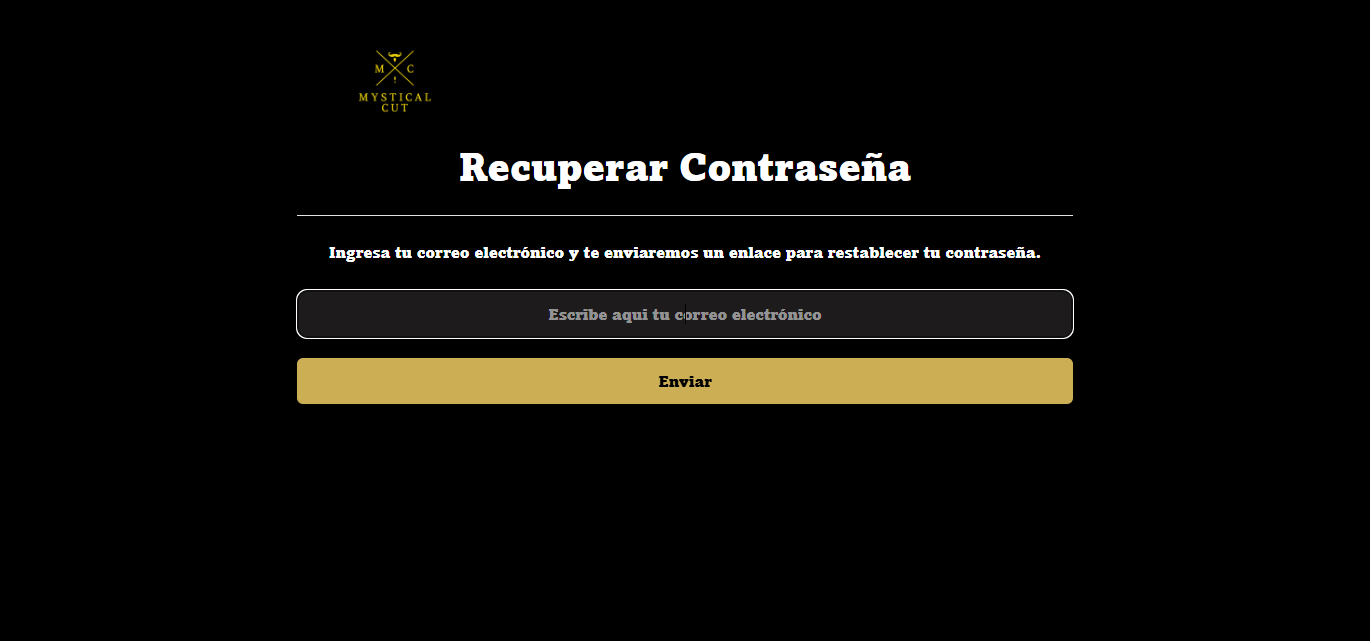 M C
MYSTICAL
CUT
Recuperar Contraseña
Ingresa tu correo electrónico y te enviaremos un enlace para restablecer tu contraseña.
Escribe aqui tu correo electrónico
Enviar